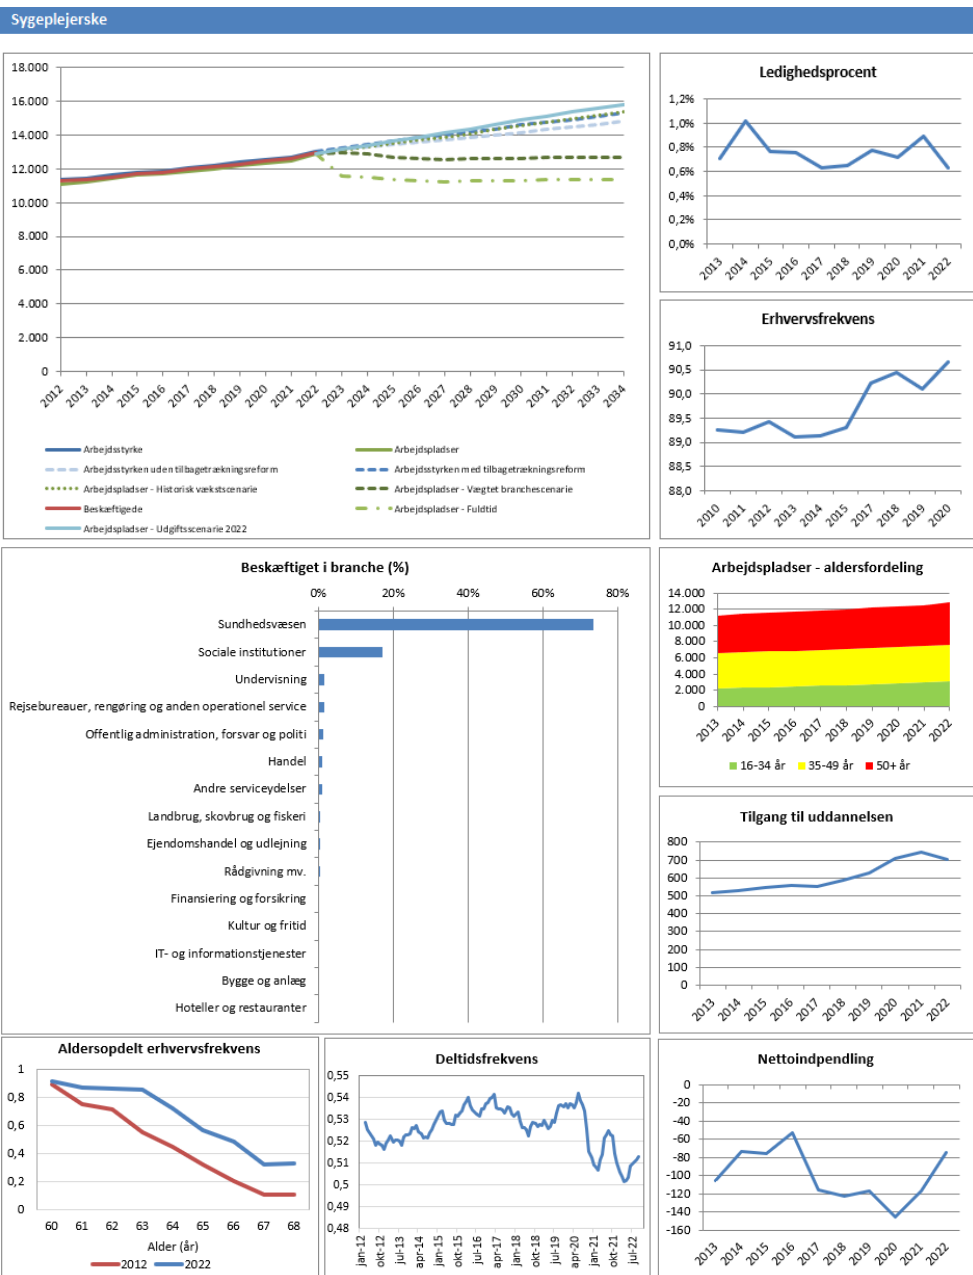 Sygeplejerske
18.000
16.000
14.000
12.000
10.000
8.000
6.000
4.000
2.000
0
2012 2013 2014 2015 2016 2017 2018 2019 2020 2021 2022 2023 2024 2025 2026 2027 2028 2029 2030 2031 2032 2033 2034
Arbejdsstyrke Arbejdspladser
Arbejdsstyrken uden tilbagetrækningsreform Arbejdsstyrken med tilbagetrækningsreform
Arbejdspladser - Historisk vækstscenarie Arbejdspladser - Vægtet branchescenarie
Beskæftigede Arbejdspladser - Fuldtid
Arbejdspladser - Udgiftsscenarie 2022
Ledighedsprocent
1,2%
1,0%
0,8%
0,6%
0,4%
0,2%
0,0%
2013 2014 2015 2016 2017 2018 2019 2020 2021 2022
Erhvervsfrekvens
91,0
90,5
90,0
89,5
89,0
88,5
88,0
2010 2011 2012 2013 2014 2015 2017 2018 2019 2020
Beskæftiget i branche (%)
0% 20% 40% 60% 80%
Sundhedsvæsen
Sociale institutioner
Undervisning
Rejsebureauer, rengøring og anden operationel service
Offentlig administration, forsvar og politi
Handel
Andre serviceydelser
Landbrug, skovbrug og fiskeri
Ejendomshandel og udlejning
Rådgivning mv.
Finansiering og forsikring
Kultur og fritid
IT- og informationstjenester
Bygge og anlæg
Hoteller og restauranter
Arbejdspladser - aldersfordeling
14.000
12.000
10.000
8.000
6.000
4.000
2.000
0
2013 2014 2015 2016 2017 2018 2019 2020 2021 2022
16-34 år 35-49 år 50+ år
Tilgang til uddannelsen
800
700
600
500
400
300
200
100
0
2013 2014 2015 2016 2017 2018 2019 2020 2021 2022
Aldersopdelt erhvervsfrekvens
1
0,8
0,6
0,4
0,2
0
60 61 62 63 64 65 66 67 68
Alder (år)
2012 2022
Deltidsfrekvens
0,55
0,54
0,53
0,52
0,51
0,5
0,49
0,48
jan-12 okt-12 jul-13 apr-14 jan-15 okt-15 jul-16 apr-17 jan-18 okt-18 jul-19 apr-20 jan-21 okt-21 jul-22
Nettoindpendling
0
-20
-40
-60
-80
-100
-120
-140
-160
2013 2014 2015 2016 2017 2018 2019 2020 2021 2022